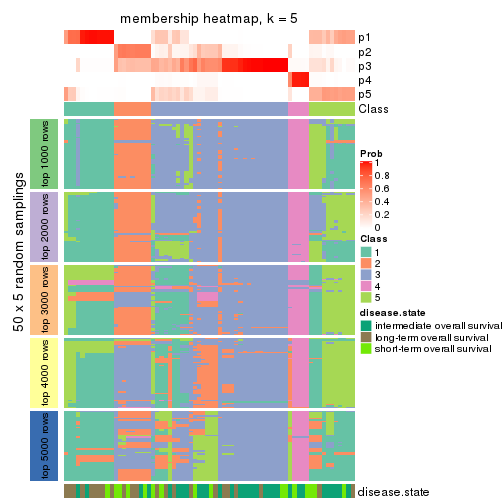 membership heatmap, k = 5
p1
p2
p3
p4
p5
Class
50 x 5 random samplings
top 1000 rows
top 2000 rows
top 3000 rows
top 4000 rows
top 5000 rows
Prob
1
0.8
0.6
0.4
0.2
0
Class
1
2
3
4
5
disease.state
intermediate overall survival
long-term overall survival
short-term overall survival
disease.state